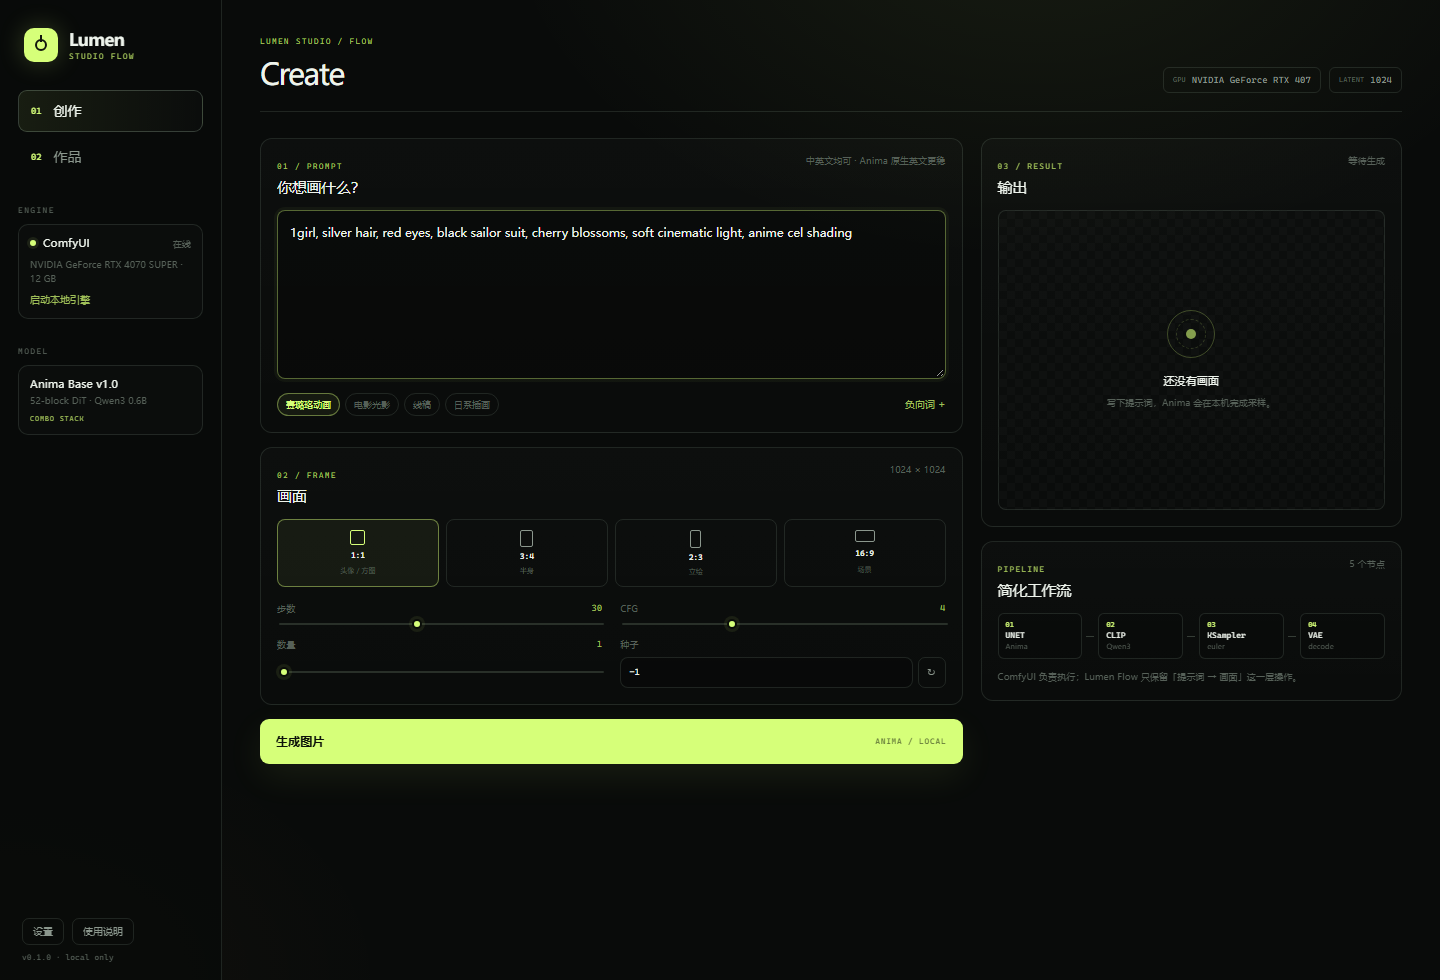 Lumen
STUDIO FLOW
01 创作
02 作品
ENGINE
ComfyUI 在线
NVIDIA GeForce RTX 4070 SUPER ·
12 GB
启动本地引擎
MODEL
Anima Base v1.0
52-block DiT · Qwen3 0.6B
COMBO STACK
设置 使用说明
v0.1.0 · local only
LUMEN STUDIO / FLOW
Create
GPU NVIDIA GeForce RTX 407
LATENT 1024
01 / PROMPT
中英文均可 · Anima 原生英文更稳
你想画什么?
1girl, silver hair, red eyes, black sailor suit, cherry blossoms, soft cinematic light, anime cel shading
赛璐璐动画 电影光影 线稿 日系插画 负向词 +
02 / FRAME
1024 × 1024
画面
1:1
头像 / 方图
3:4
半身
2:3
立绘
16:9
场景
步数 30
CFG 4
数量 1
种子
-1 ↻
生成图片 ANIMA / LOCAL
03 / RESULT
等待生成
输出
还没有画面
写下提示词，Anima 会在本机完成采样。
PIPELINE
5 个节点
简化工作流
01
UNET
Anima
02
CLIP
Qwen3
03
KSampler
euler
04
VAE
decode
ComfyUI 负责执行；Lumen Flow 只保留「提示词 → 画面」这一层操作。